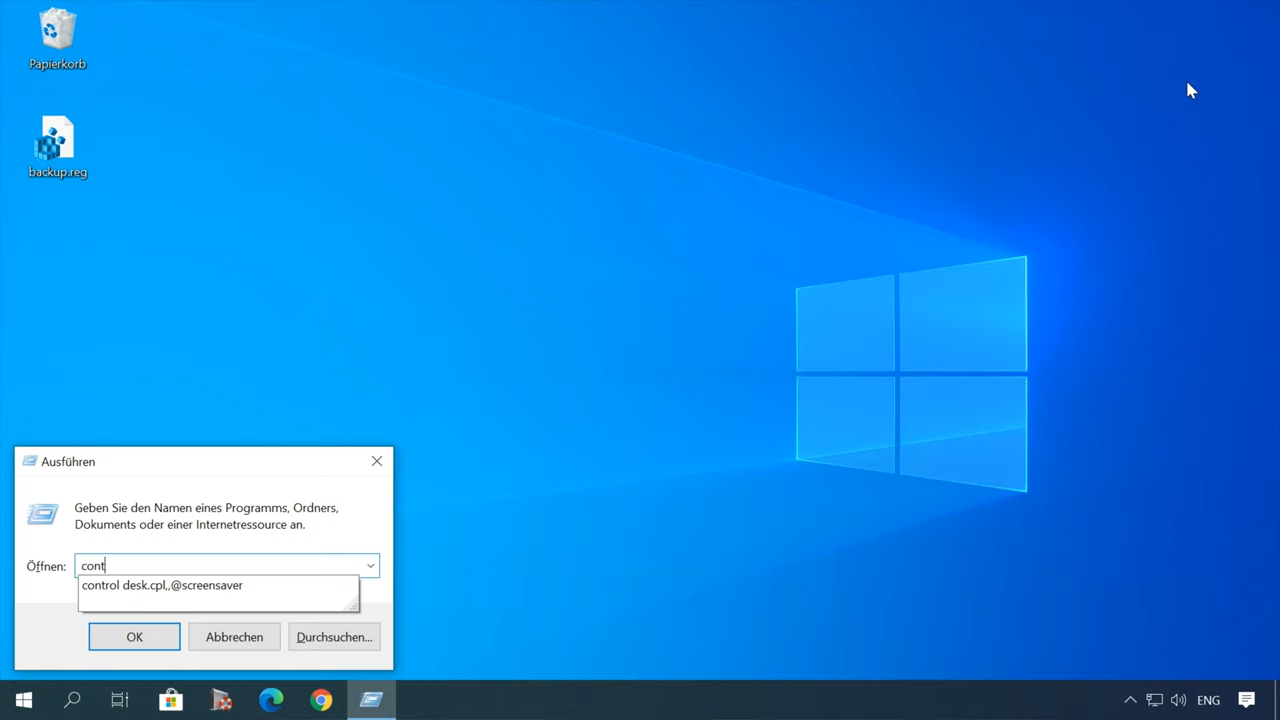 Papierkorb
backup.reg
Ausführen
Geben Sie den Namen eines Programms, Ordners,
Dokuments oder einer Internetressource an.
Öffnen: cont
control desk.cpl,,@screensaver
OK Abbrechen Durchsuchen...
ENG